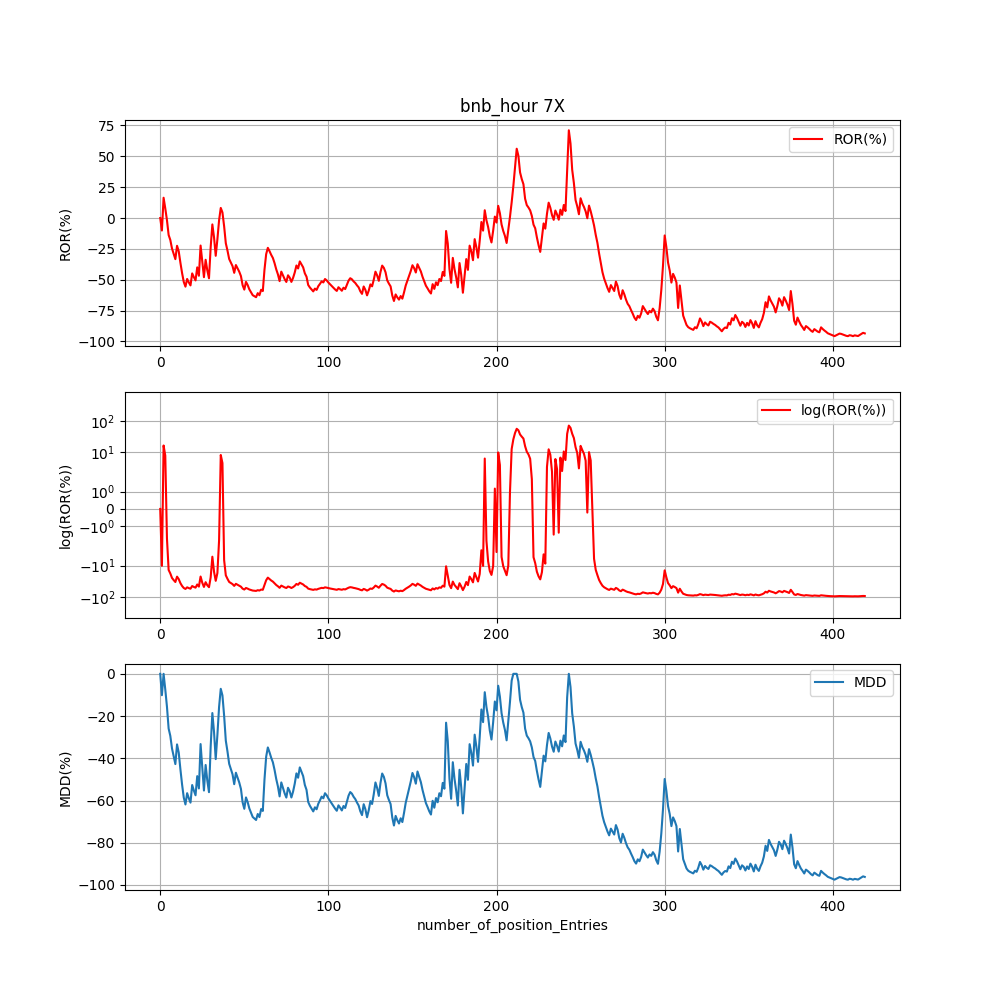 bnb_hour 7X
75
50
25
0
−25
−50
−75
−100
ROR(%)
ROR(%)
0 100 200 300 400
10²
10¹
10⁰
0
−10⁰
−10¹
−10²
log(ROR(%))
log(ROR(%))
0 100 200 300 400
0
−20
−40
−60
−80
−100
MDD(%)
MDD
0 100 200 300 400
number_of_position_Entries